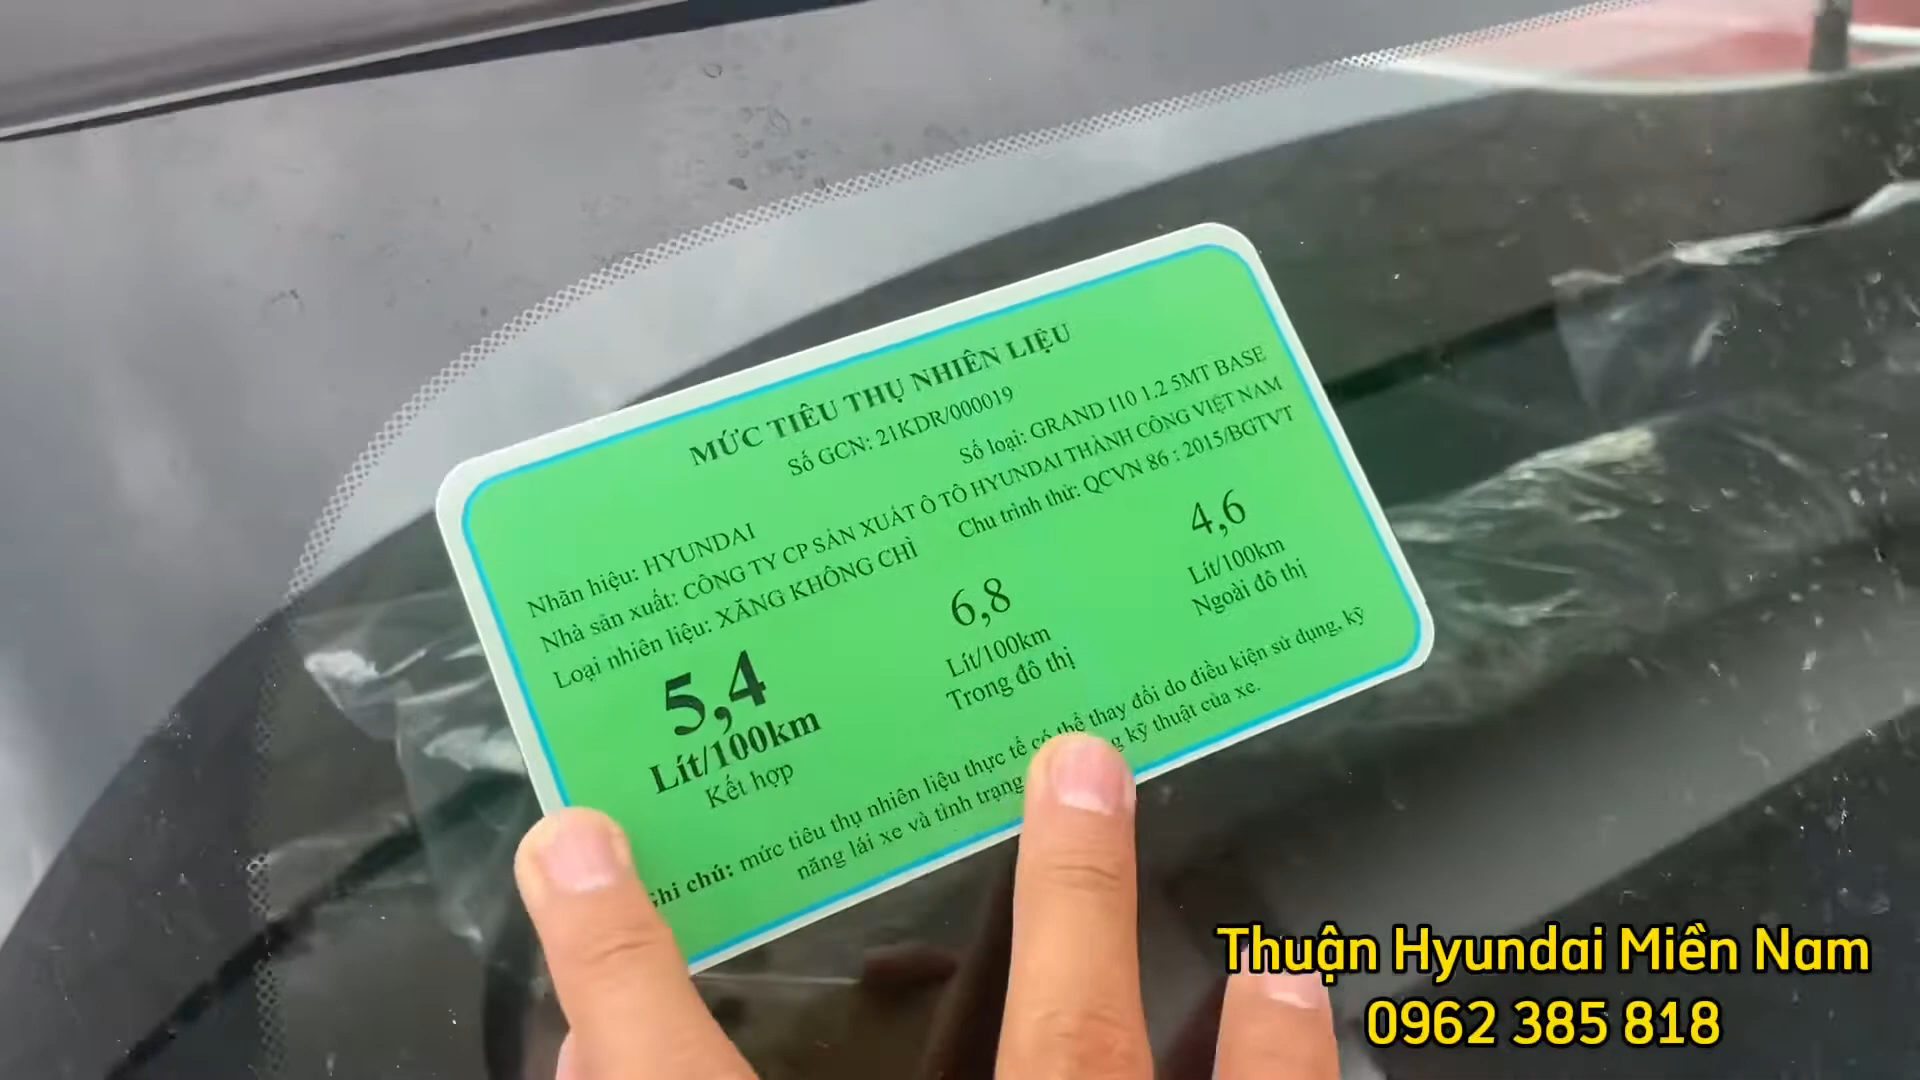 MỨC TIÊU THỤ NHIÊN LIỆU
Số GCN: 21KDR/000019
Nhãn hiệu: HYUNDAI Số loại: GRAND I10 1.2 5MT BASE
Nhà sản xuất: CÔNG TY CP SẢN XUẤT Ô TÔ HYUNDAI THÀNH CÔNG VIỆT NAM
Loại nhiên liệu: XĂNG KHÔNG CHÌ Chu trình thử: QCVN 86 : 2015/BGTVT
5,4 6,8 4,6
Lít/100km Lít/100km Lít/100km
Kết hợp Trong đô thị Ngoài đô thị
Ghi chú: mức tiêu thụ nhiên liệu thực tế có thể thay đổi do điều kiện sử dụng, kỹ
năng lái xe và tình trạng kỹ thuật của xe.
Thuận Hyundai Miền Nam
0962 385 818